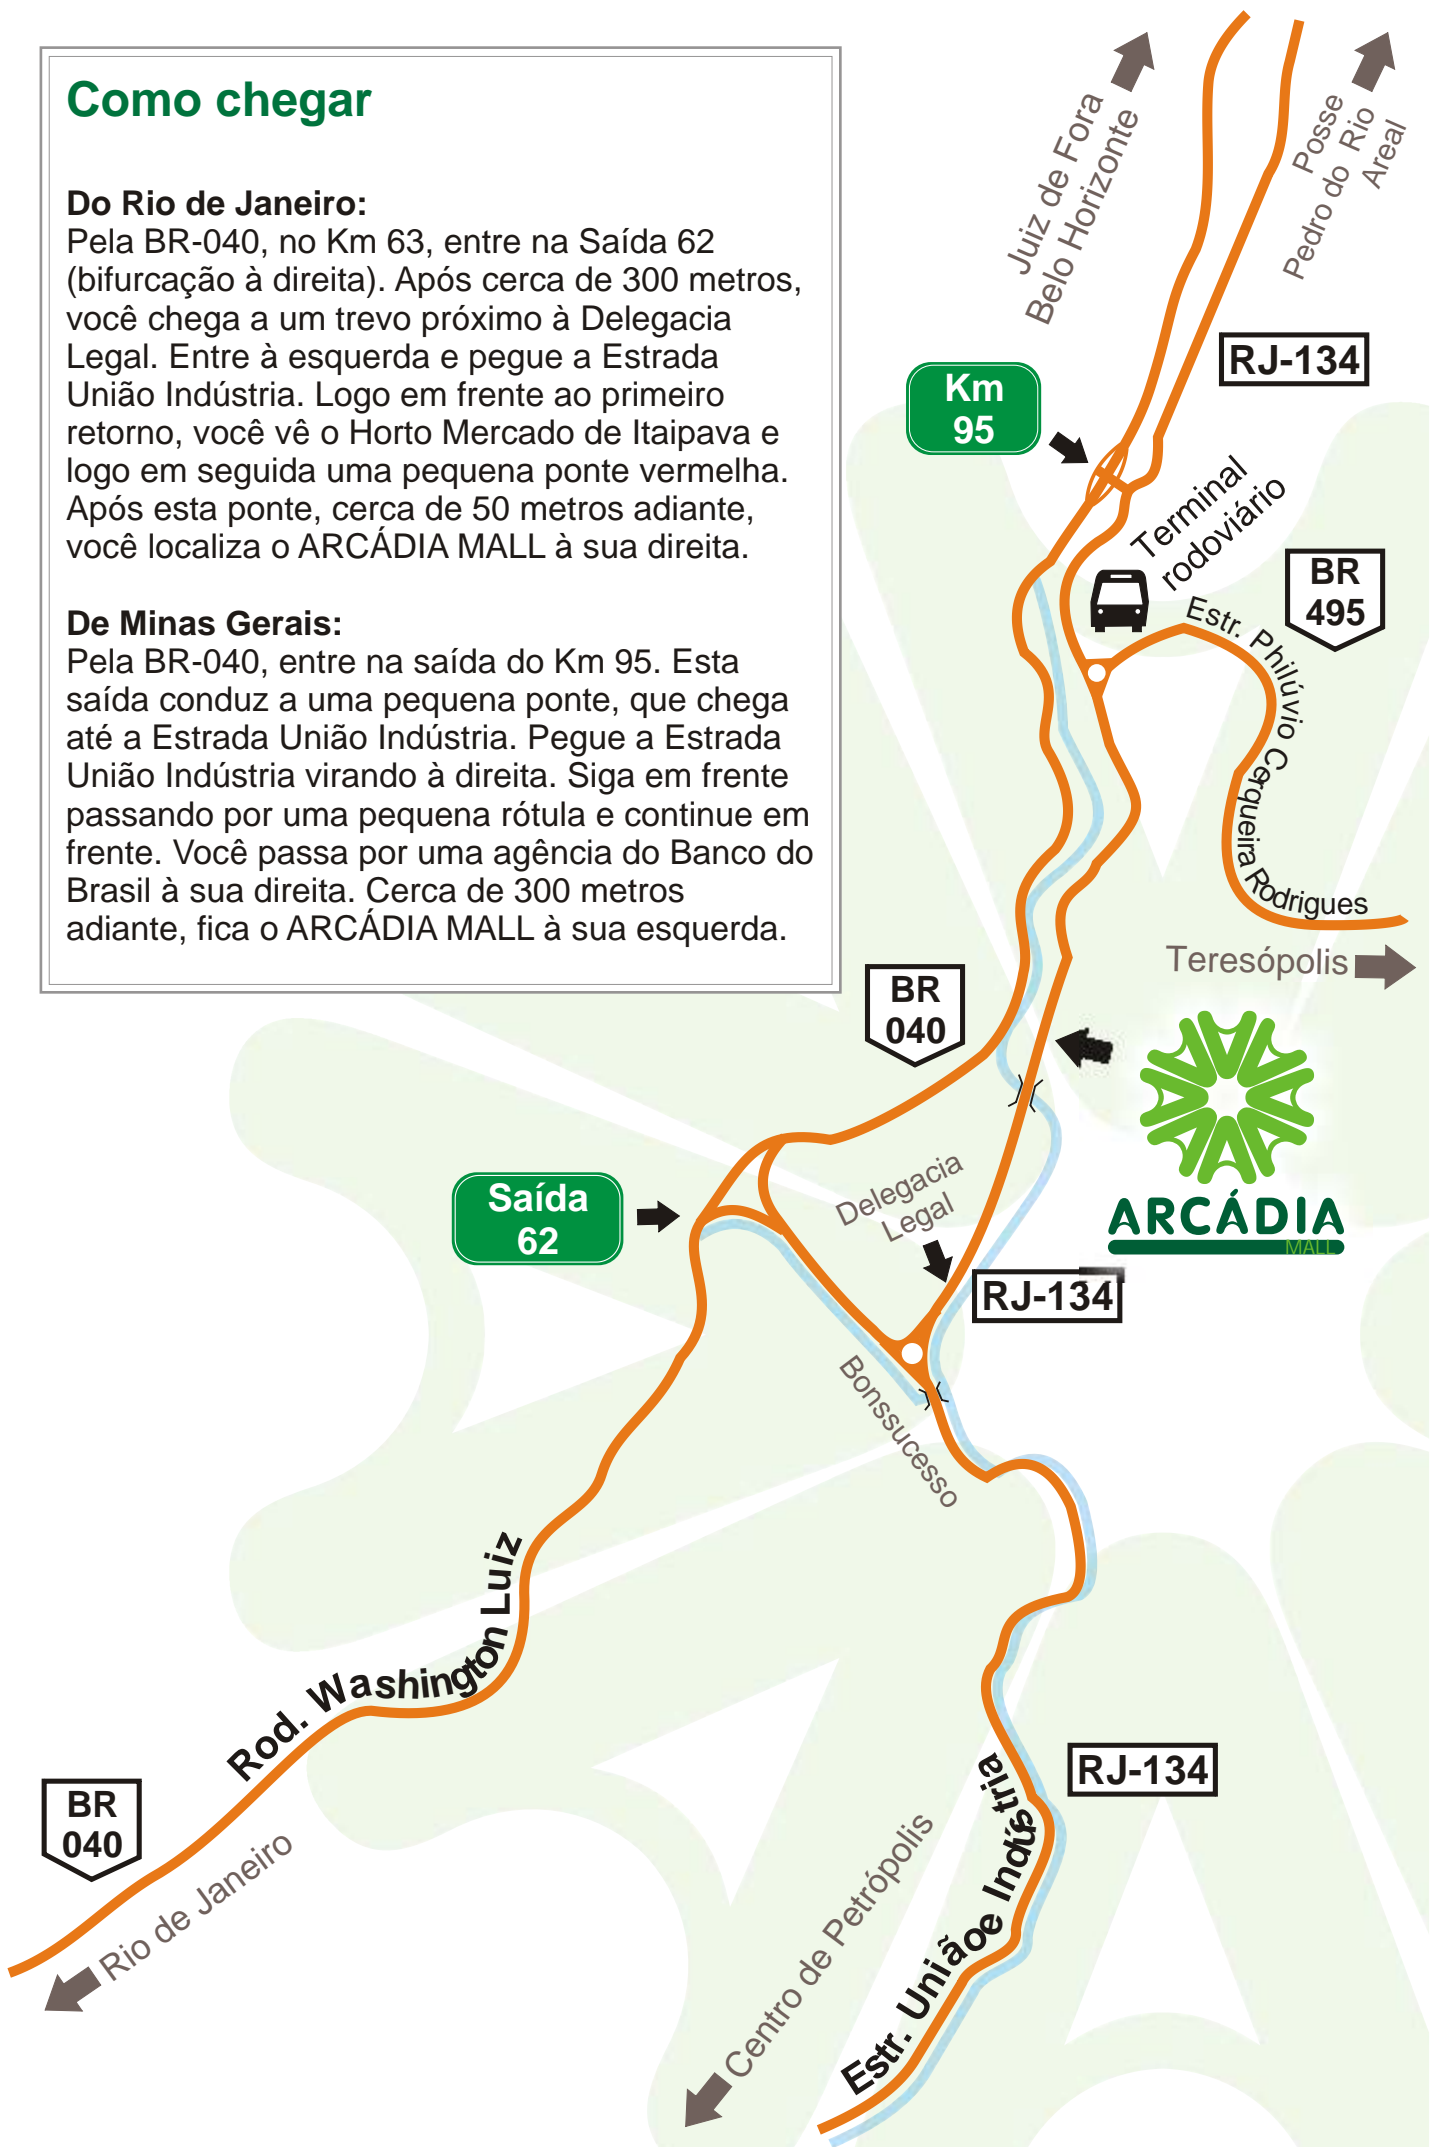 Como chegar
Do Rio de Janeiro:
Pela BR-040, no Km 63, entre na Saída 62
(bifurcação à direita). Após cerca de 300 metros,
você chega a um trevo próximo à Delegacia
Legal. Entre à esquerda e pegue a Estrada
União Indústria. Logo em frente ao primeiro
retorno, você vê o Horto Mercado de Itaipava e
logo em seguida uma pequena ponte vermelha.
Após esta ponte, cerca de 50 metros adiante,
você localiza o ARCÁDIA MALL à sua direita.
De Minas Gerais:
Pela BR-040, entre na saída do Km 95. Esta
saída conduz a uma pequena ponte, que chega
até a Estrada União Indústria. Pegue a Estrada
União Indústria virando à direita. Siga em frente
passando por uma pequena rótula e continue em
frente. Você passa por uma agência do Banco do
Brasil à sua direita. Cerca de 300 metros
adiante, fica o ARCÁDIA MALL à sua esquerda.
Juiz de Fora
Belo Horizonte
Posse
Pedro do Rio
Areal
RJ-134
Km
95
Terminal
rodoviário
BR
495
Estr. Philúvio Cerqueira Rodrigues
Teresópolis
BR
040
ARCÁDIA
MALL
Saída
62
Delegacia
Legal
RJ-134
Bonssucesso
Rod. Washington Luiz
BR
040
Rio de Janeiro
RJ-134
Centro de Petrópolis
Estr. Uniãoe Indústria